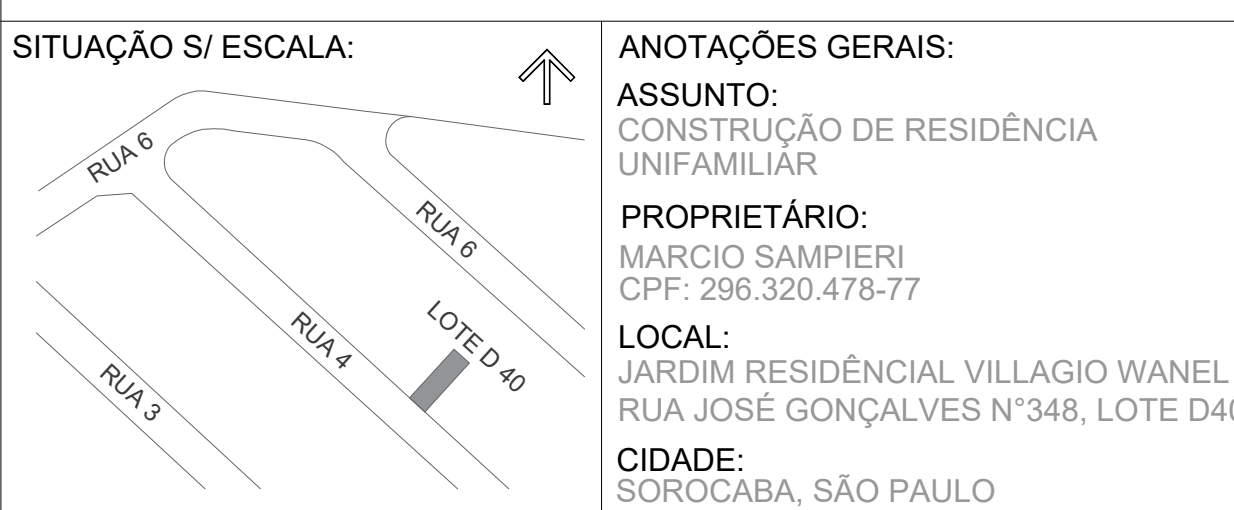 SITUAÇÃO S/ ESCALA:
RUA 6
RUA 6
LOTE D 40
RUA 4
RUA 3
ANOTAÇÕES GERAIS:
ASSUNTO:
CONSTRUÇÃO DE RESIDÊNCIA
UNIFAMILIAR
PROPRIETÁRIO:
MARCIO SAMPIERI
CPF: 296.320.478-77
LOCAL:
JARDIM RESIDÊNCIAL VILLAGIO WANEL
RUA JOSÉ GONÇALVES N°348, LOTE D40
CIDADE:
SOROCABA, SÃO PAULO